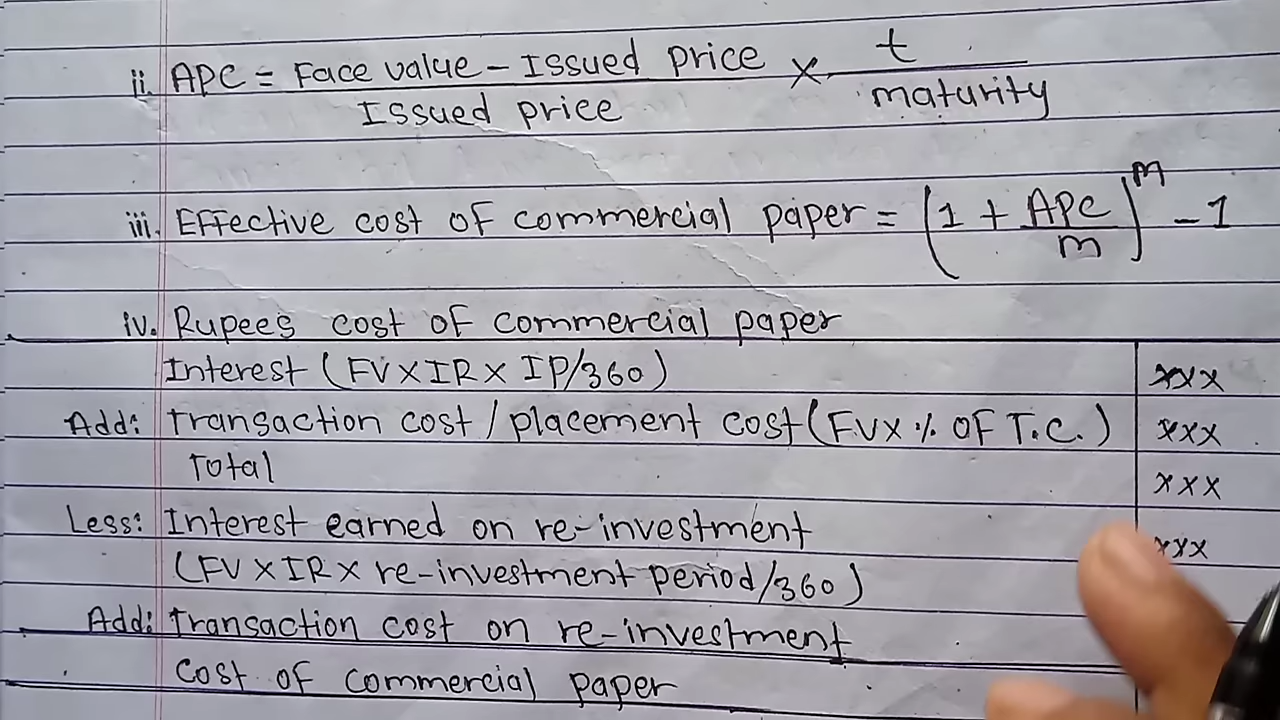 ii. APC = Face value - Issued price / Issued price × t / maturity
iii. Effective cost of commercial paper = (1 + APC / m)^m - 1
iv. Rupees cost of commercial paper
Interest (FV X IR X IP/360) xxx
Add: Transaction cost / placement cost (F.V X % OF T.C.) xxx
Total xxx
Less: Interest earned on re-investment xxx
(FV X IR X re-investment period/360)
Add: Transaction cost on re-investment
cost of commercial paper